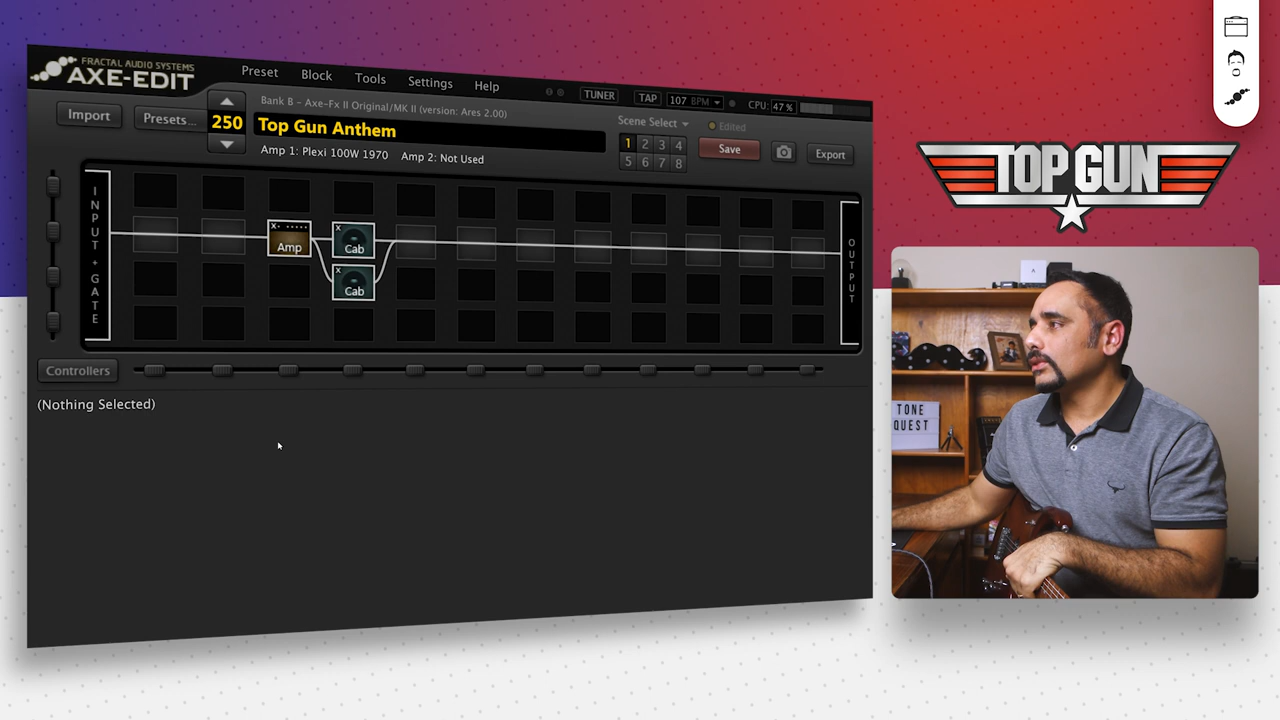 FRACTAL AUDIO SYSTEMS
AXE-EDIT
Preset Block Tools Settings Help
TUNER TAP 107 BPM CPU: 47 %
Import Presets... 250
Bank B – Axe-Fx II Original/MK II (version: Ares 2.00)
Top Gun Anthem
Amp 1: Plexi 100W 1970 Amp 2: Not Used
Scene Select Edited
1 2 3 4
5 6 7 8
Save Export
INPUT + GATE
Amp Cab
Cab
OUTPUT
Controllers
(Nothing Selected)
TOP GUN
TONE
QUEST